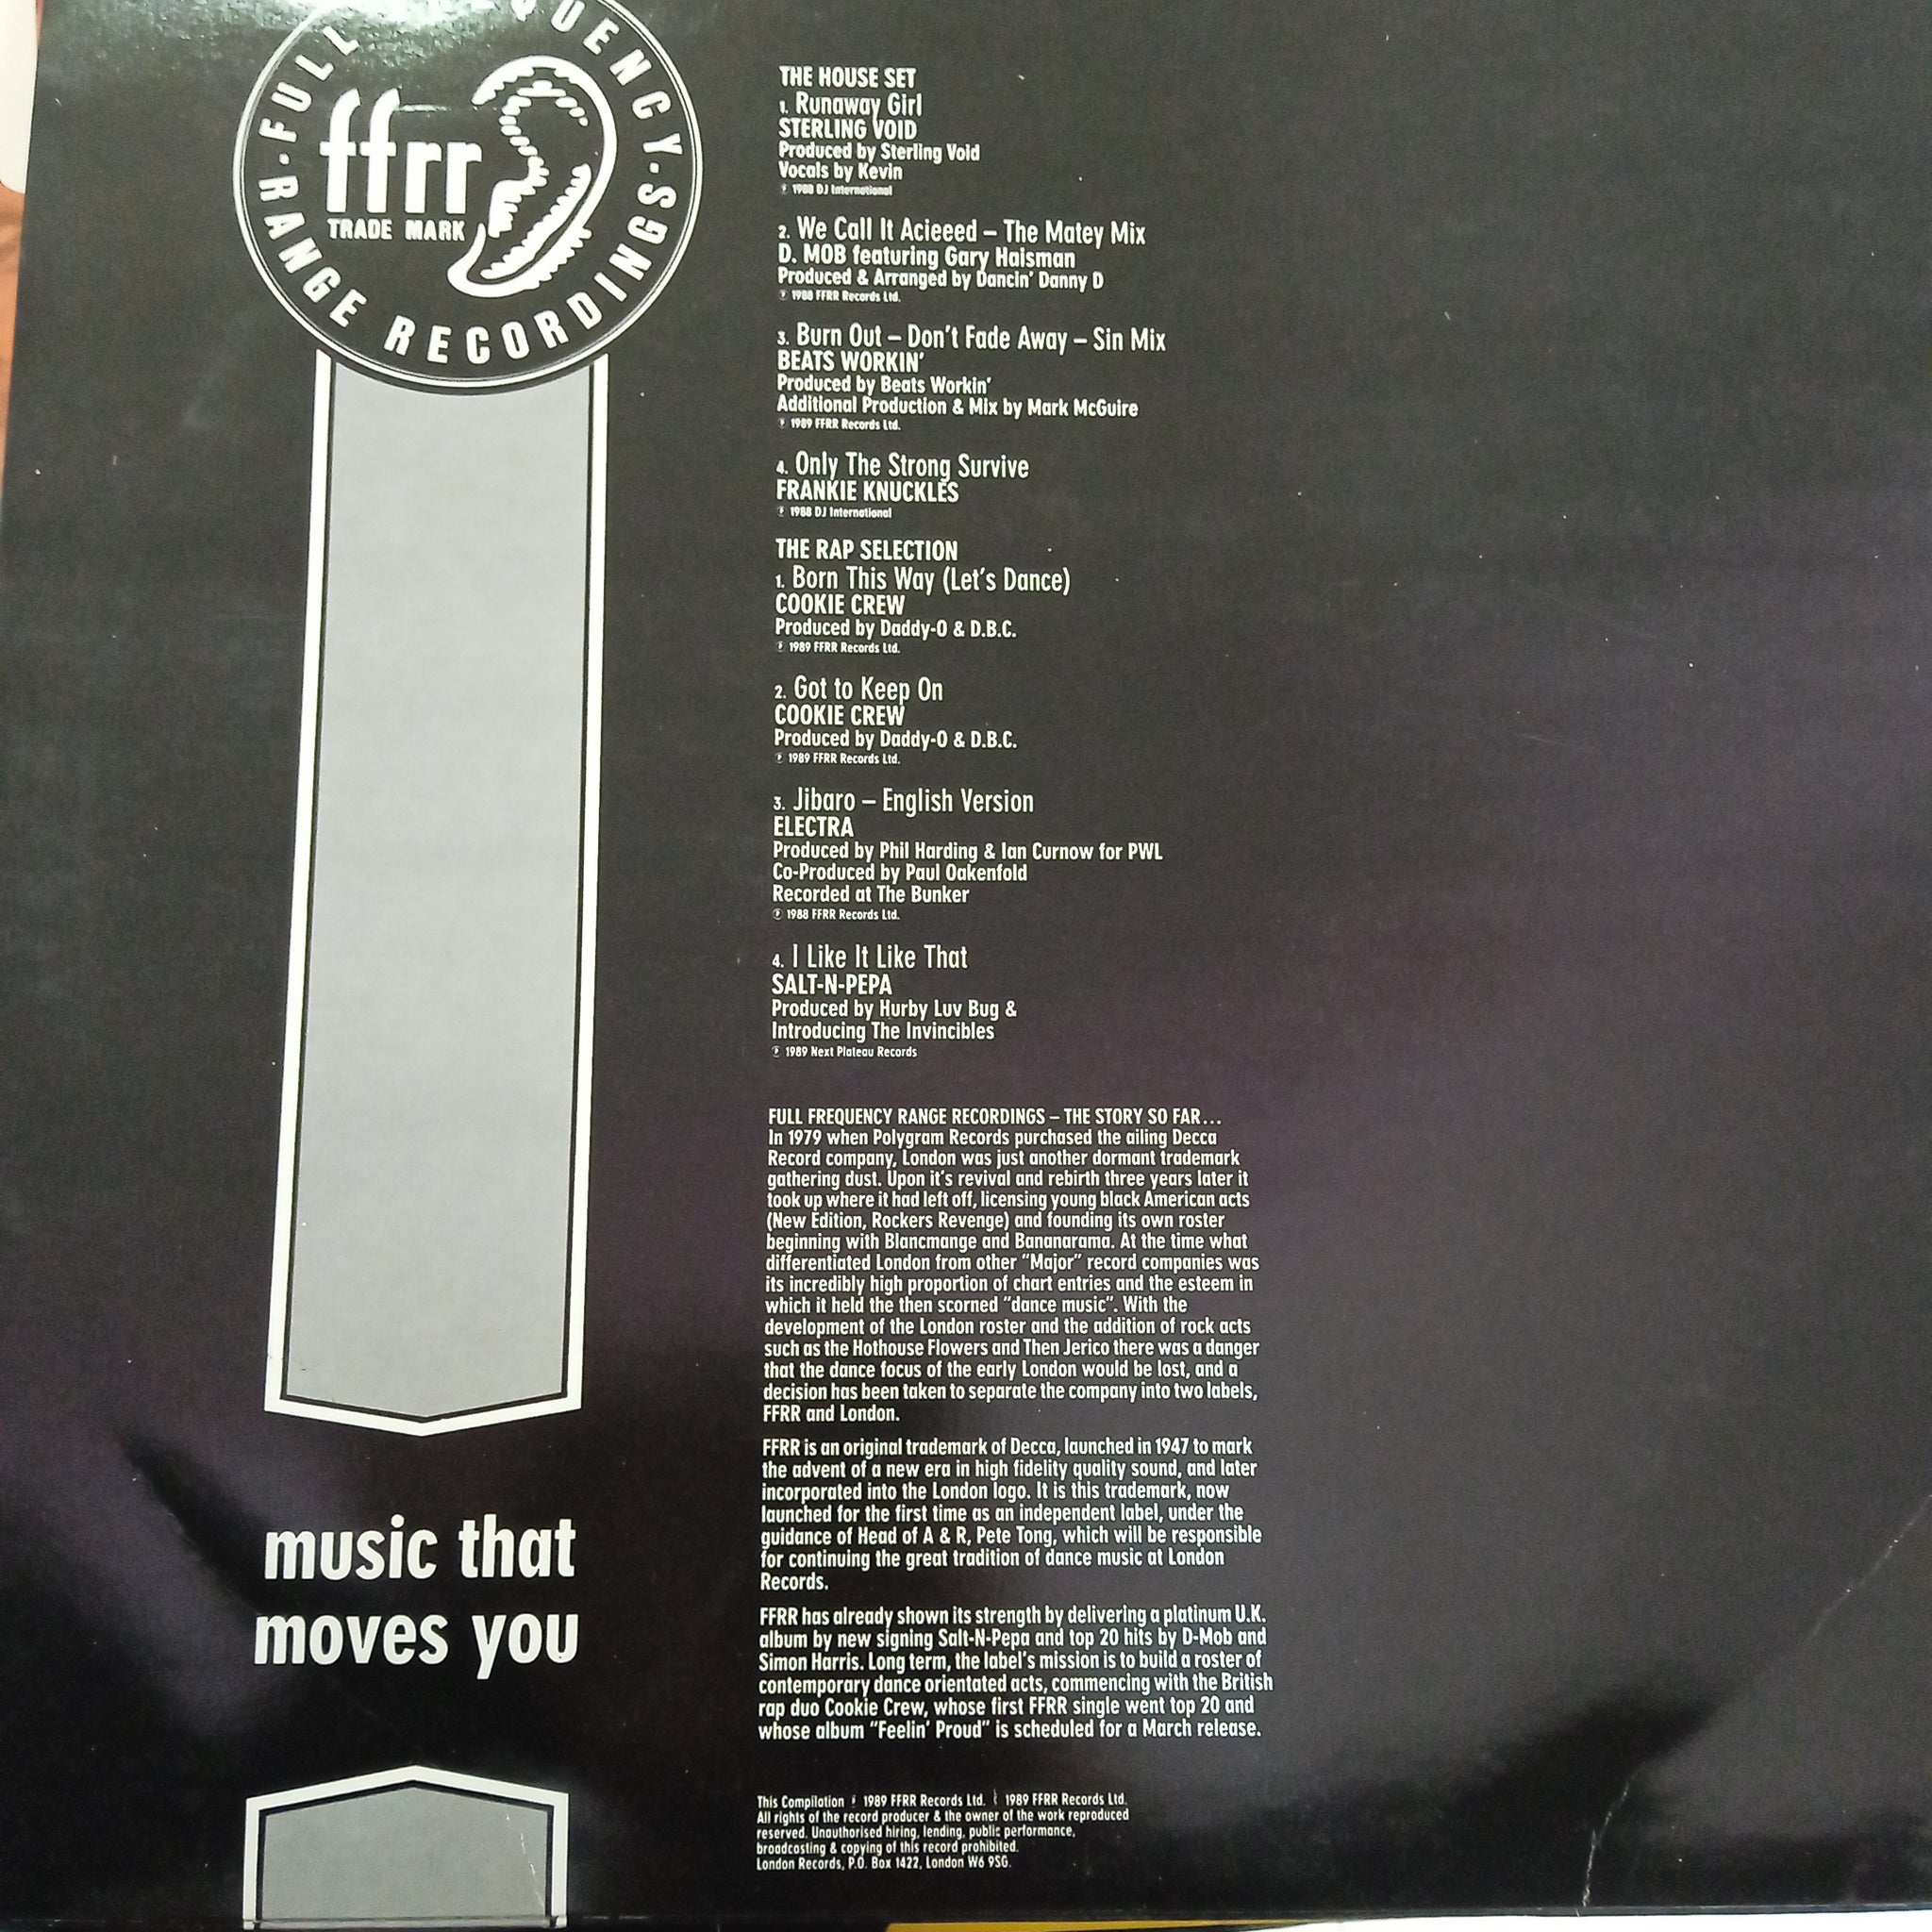 FULL FREQUENCY RANGE RECORDINGS
ffrr
TRADE MARK
music that
moves you
THE HOUSE SET
1. Runaway Girl
STERLING VOID
Produced by Sterling Void
Vocals by Kevin
℗ 1988 DJ International
2. We Call It Acieeed – The Matey Mix
D. MOB featuring Gary Haisman
Produced & Arranged by Dancin' Danny D
℗ 1988 FFRR Records Ltd.
3. Burn Out – Don't Fade Away – Sin Mix
BEATS WORKIN'
Produced by Beats Workin'
Additional Production & Mix by Mark McGuire
℗ 1989 FFRR Records Ltd.
4. Only The Strong Survive
FRANKIE KNUCKLES
℗ 1988 DJ International
THE RAP SELECTION
1. Born This Way (Let's Dance)
COOKIE CREW
Produced by Daddy-O & D.B.C.
℗ 1989 FFRR Records Ltd.
2. Got to Keep On
COOKIE CREW
Produced by Daddy-O & D.B.C.
℗ 1989 FFRR Records Ltd.
3. Jibaro – English Version
ELECTRA
Produced by Phil Harding & Ian Curnow for PWL
Co-Produced by Paul Oakenfold
Recorded at The Bunker
℗ 1988 FFRR Records Ltd.
4. I Like It Like That
SALT-N-PEPA
Produced by Hurby Luv Bug &
Introducing The Invincibles
℗ 1989 Next Plateau Records
FULL FREQUENCY RANGE RECORDINGS – THE STORY SO FAR...
In 1979 when Polygram Records purchased the ailing Decca
Record company, London was just another dormant trademark
gathering dust. Upon it's revival and rebirth three years later it
took up where it had left off, licensing young black American acts
(New Edition, Rockers Revenge) and founding its own roster
beginning with Blancmange and Bananarama. At the time what
differentiated London from other "Major" record companies was
its incredibly high proportion of chart entries and the esteem in
which it held the then scorned "dance music". With the
development of the London roster and the addition of rock acts
such as the Hothouse Flowers and Then Jerico there was a danger
that the dance focus of the early London would be lost, and a
decision has been taken to separate the company into two labels,
FFRR and London.
FFRR is an original trademark of Decca, launched in 1947 to mark
the advent of a new era in high fidelity quality sound, and later
incorporated into the London logo. It is this trademark, now
launched for the first time as an independent label, under the
guidance of Head of A & R, Pete Tong, which will be responsible
for continuing the great tradition of dance music at London
Records.
FFRR has already shown its strength by delivering a platinum U.K.
album by new signing Salt-N-Pepa and top 20 hits by D-Mob and
Simon Harris. Long term, the label's mission is to build a roster of
contemporary dance orientated acts, commencing with the British
rap duo Cookie Crew, whose first FFRR single went top 20 and
whose album "Feelin' Proud" is scheduled for a March release.
This Compilation ℗ 1989 FFRR Records Ltd. 1989 FFRR Records Ltd.
All rights of the record producer & the owner of the work reproduced
reserved. Unauthorised hiring, lending, public performance,
broadcasting & copying of this record prohibited.
London Records, P.O. Box 1422, London W6 9SG.